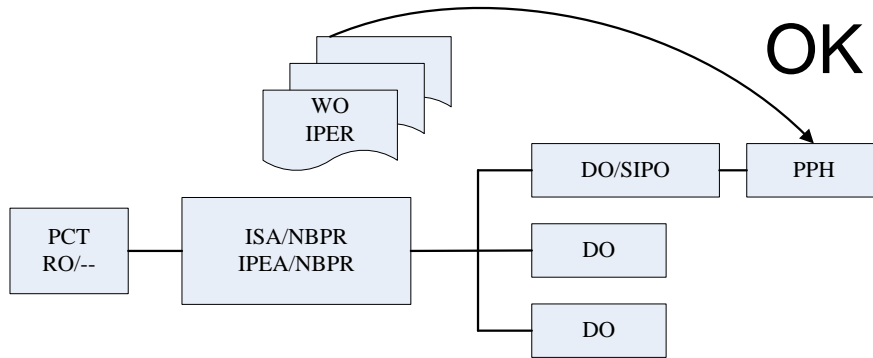 OK
WO
IPER
DO/SIPO
PPH
PCT
RO/--
ISA/NBPR
IPEA/NBPR
DO
DO